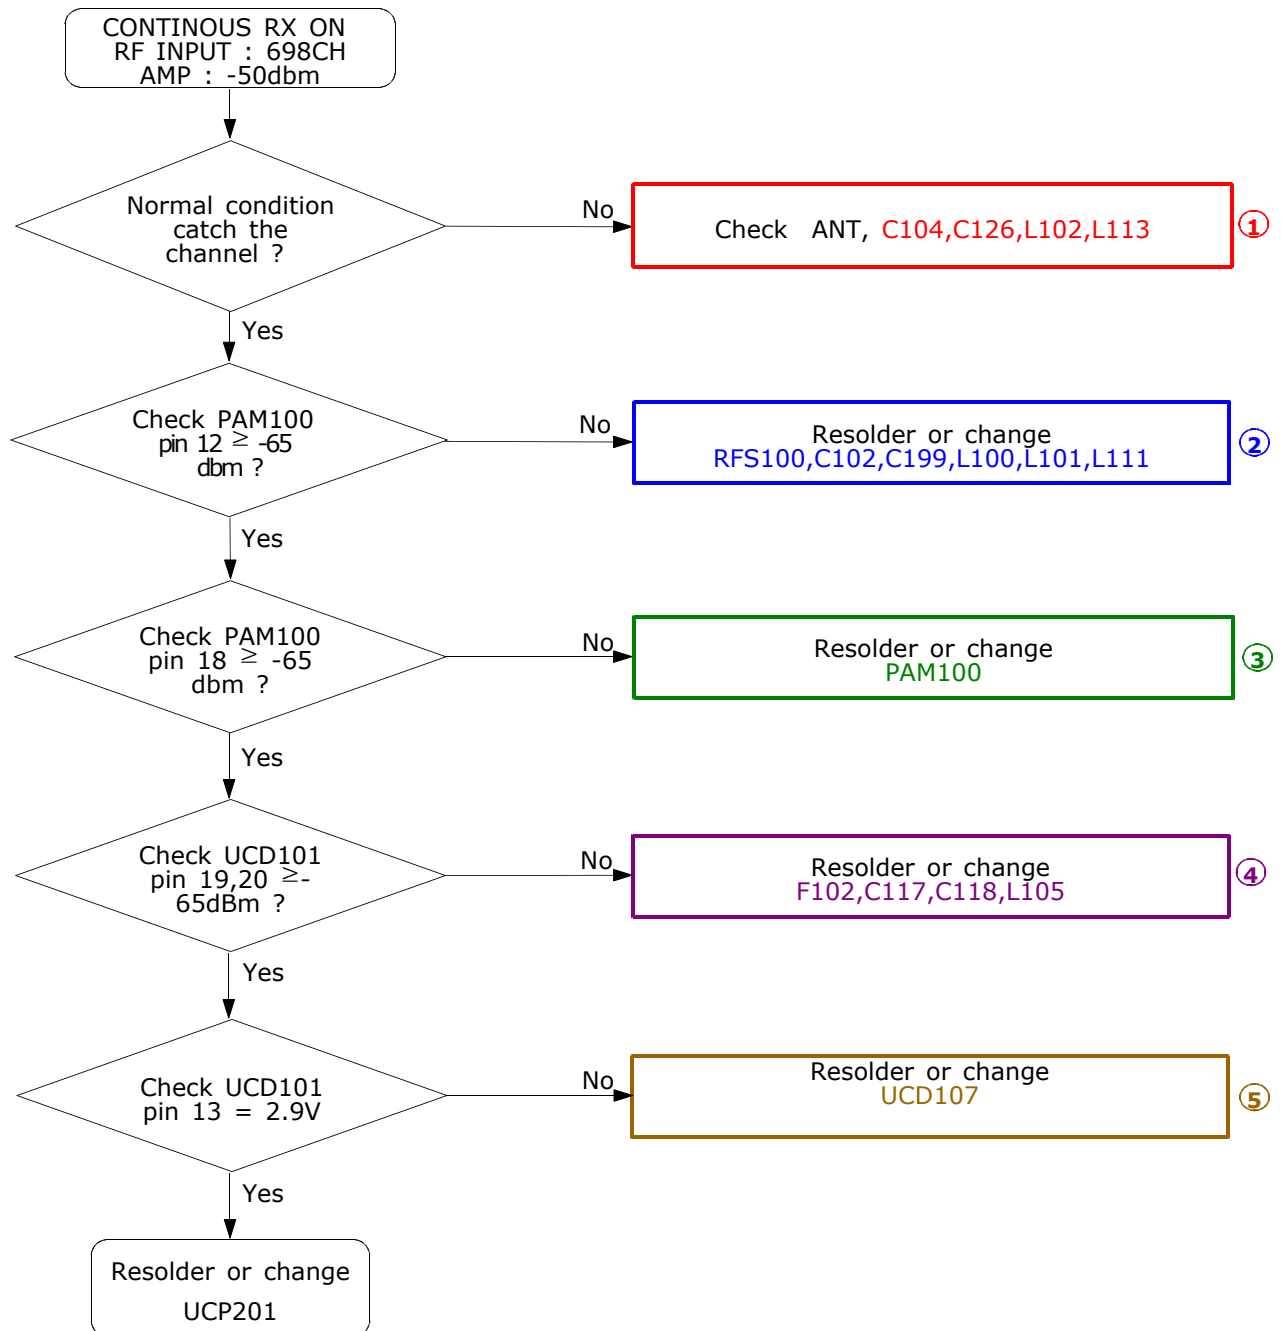 CONTINOUS RX ON
RF INPUT : 698CH
AMP : -50dbm
Normal condition
catch the
channel ?
No
Check ANT, C104,C126,L102,L113
①
Yes
Check PAM100
pin 12 ≥ -65
dbm ?
No
Resolder or change
RFS100,C102,C199,L100,L101,L111
②
Yes
Check PAM100
pin 18 ≥ -65
dbm ?
No
Resolder or change
PAM100
③
Yes
Check UCD101
pin 19,20 ≥-
65dBm ?
No
Resolder or change
F102,C117,C118,L105
④
Yes
Check UCD101
pin 13 = 2.9V
No
Resolder or change
UCD107
⑤
Yes
Resolder or change
UCP201